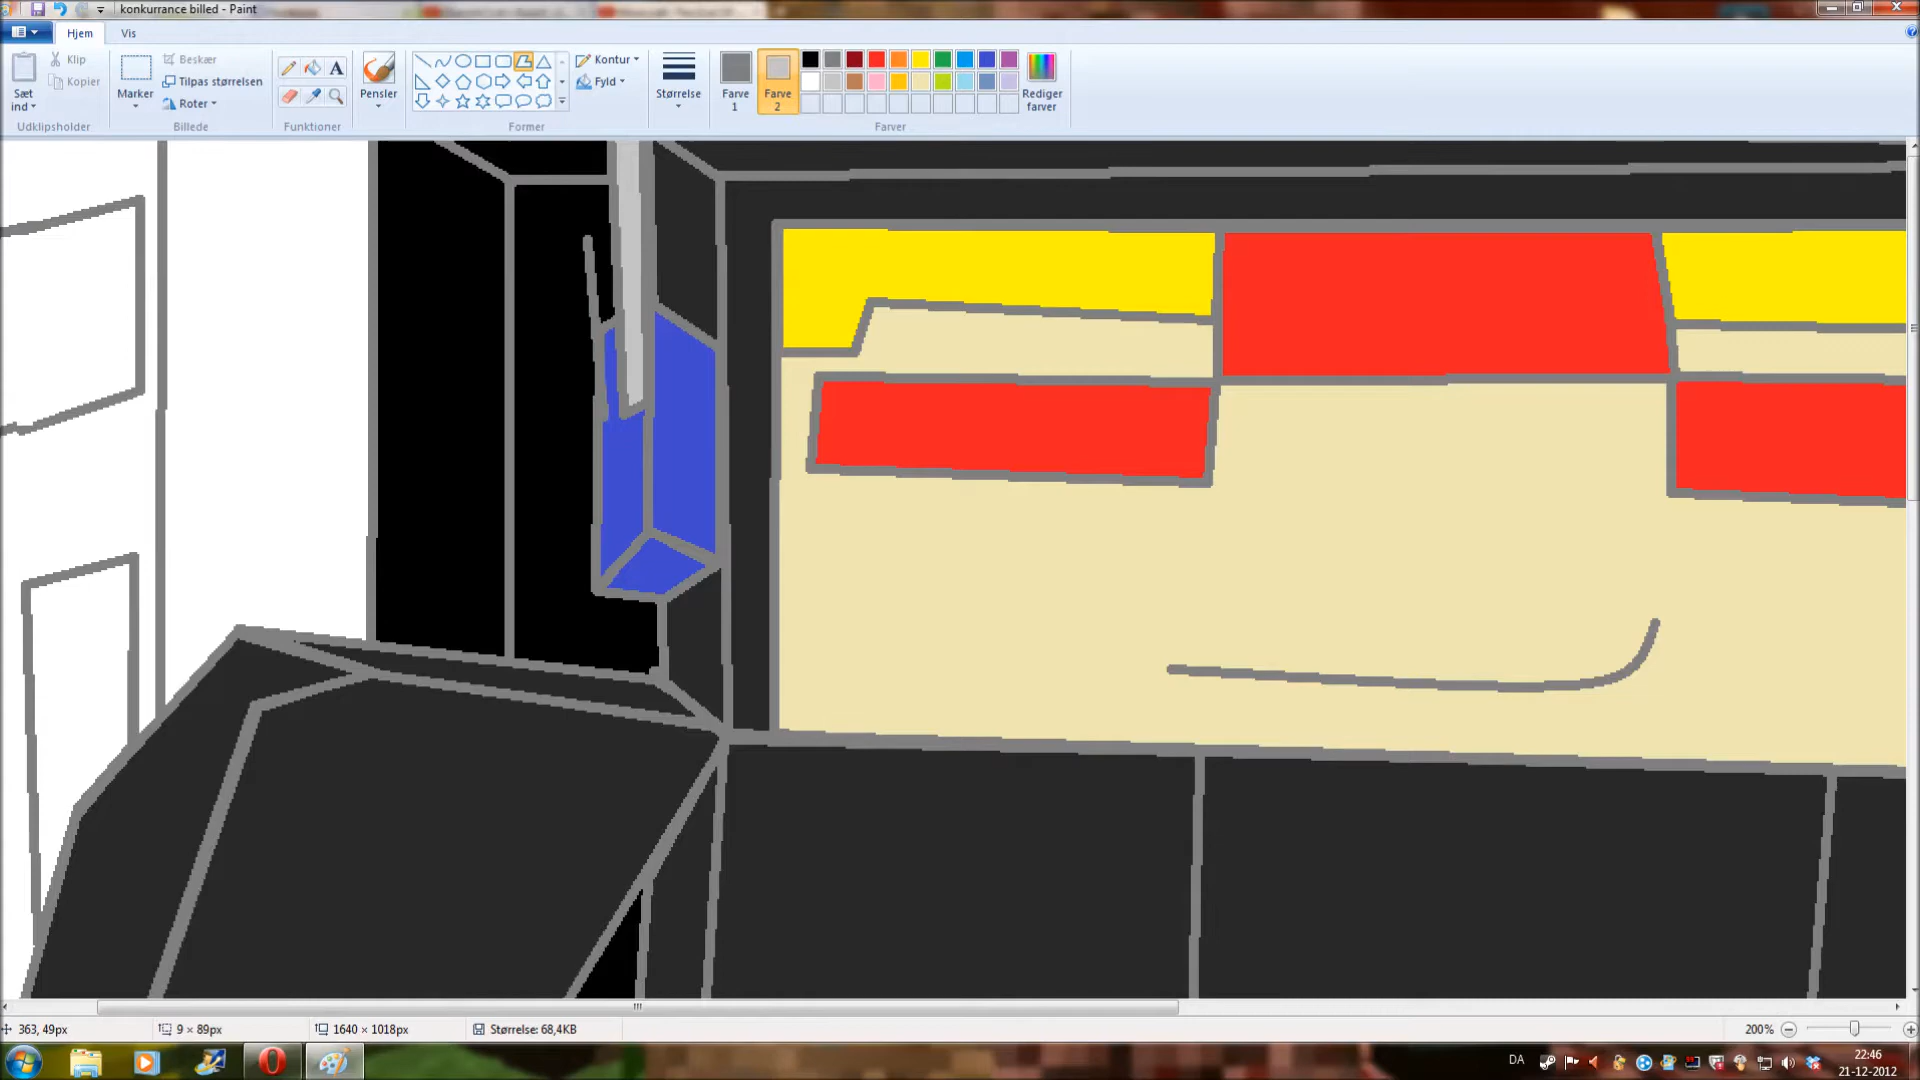 konkurrance billed - Paint
Hjem Vis
Sæt ind
Klip
Kopier
Udklipsholder
Marker
Beskær
Tilpas størrelsen
Roter
Billede
A
Funktioner
Pensler
Former
Kontur
Fyld
Størrelse
Farve 1
Farve 2
Rediger farver
Farver
363, 49px
9 × 89px
1640 × 1018px
Størrelse: 68,4KB
200%
DA
22:46
21-12-2012